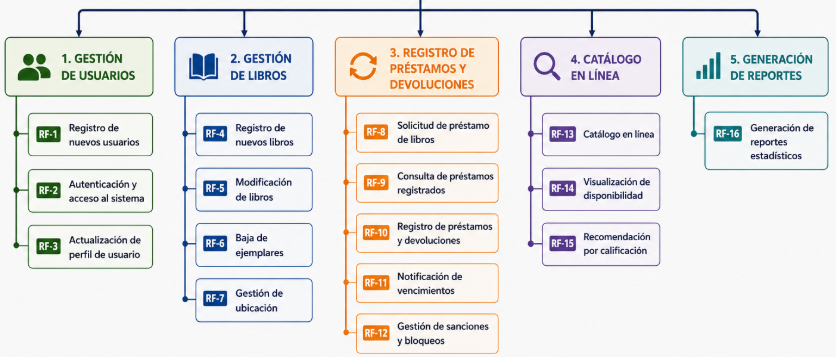 1. GESTIÓN
DE USUARIOS
RF-1
Registro de
nuevos usuarios
RF-2
Autenticación y
acceso al sistema
RF-3
Actualización de
perfil de usuario
2. GESTIÓN
DE LIBROS
RF-4
Registro de
nuevos libros
RF-5
Modificación
de libros
RF-6
Baja de
ejemplares
RF-7
Gestión de
ubicación
3. REGISTRO DE
PRÉSTAMOS Y
DEVOLUCIONES
RF-8
Solicitud de préstamo
de libros
RF-9
Consulta de préstamos
registrados
RF-10
Registro de préstamos
y devoluciones
RF-11
Notificación de
vencimientos
RF-12
Gestión de sanciones
y bloqueos
4. CATÁLOGO
EN LÍNEA
RF-13
Catálogo en línea
RF-14
Visualización de
disponibilidad
RF-15
Recomendación
por calificación
5. GENERACIÓN
DE REPORTES
RF-16
Generación de
reportes
estadísticos